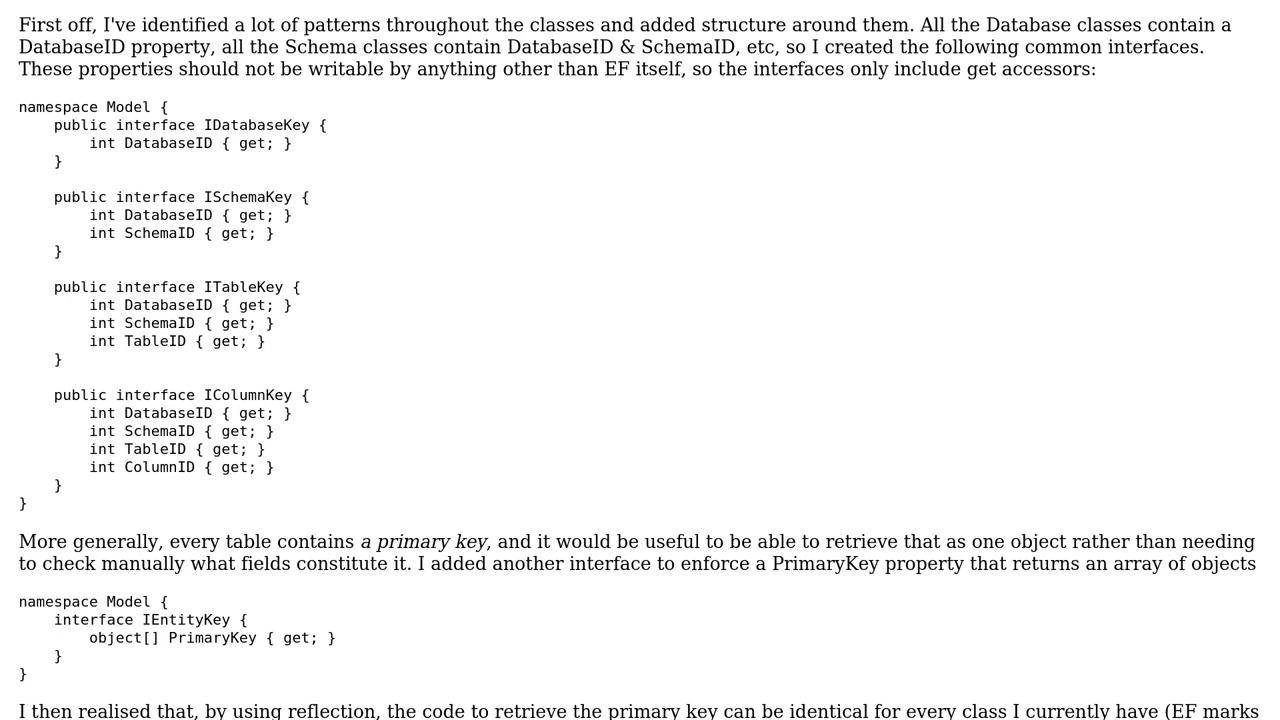 First off, I've identified a lot of patterns throughout the classes and added structure around them. All the Database classes contain a
DatabaseID property, all the Schema classes contain DatabaseID & SchemaID, etc, so I created the following common interfaces.
These properties should not be writable by anything other than EF itself, so the interfaces only include get accessors:
namespace Model {
    public interface IDatabaseKey {
        int DatabaseID { get; }
    }
    public interface ISchemaKey {
        int DatabaseID { get; }
        int SchemaID { get; }
    }
    public interface ITableKey {
        int DatabaseID { get; }
        int SchemaID { get; }
        int TableID { get; }
    }
    public interface IColumnKey {
        int DatabaseID { get; }
        int SchemaID { get; }
        int TableID { get; }
        int ColumnID { get; }
    }
}
More generally, every table contains a primary key, and it would be useful to be able to retrieve that as one object rather than needing
to check manually what fields constitute it. I added another interface to enforce a PrimaryKey property that returns an array of objects
namespace Model {
    interface IEntityKey {
        object[] PrimaryKey { get; }
    }
}
I then realised that, by using reflection, the code to retrieve the primary key can be identical for every class I currently have (EF marks